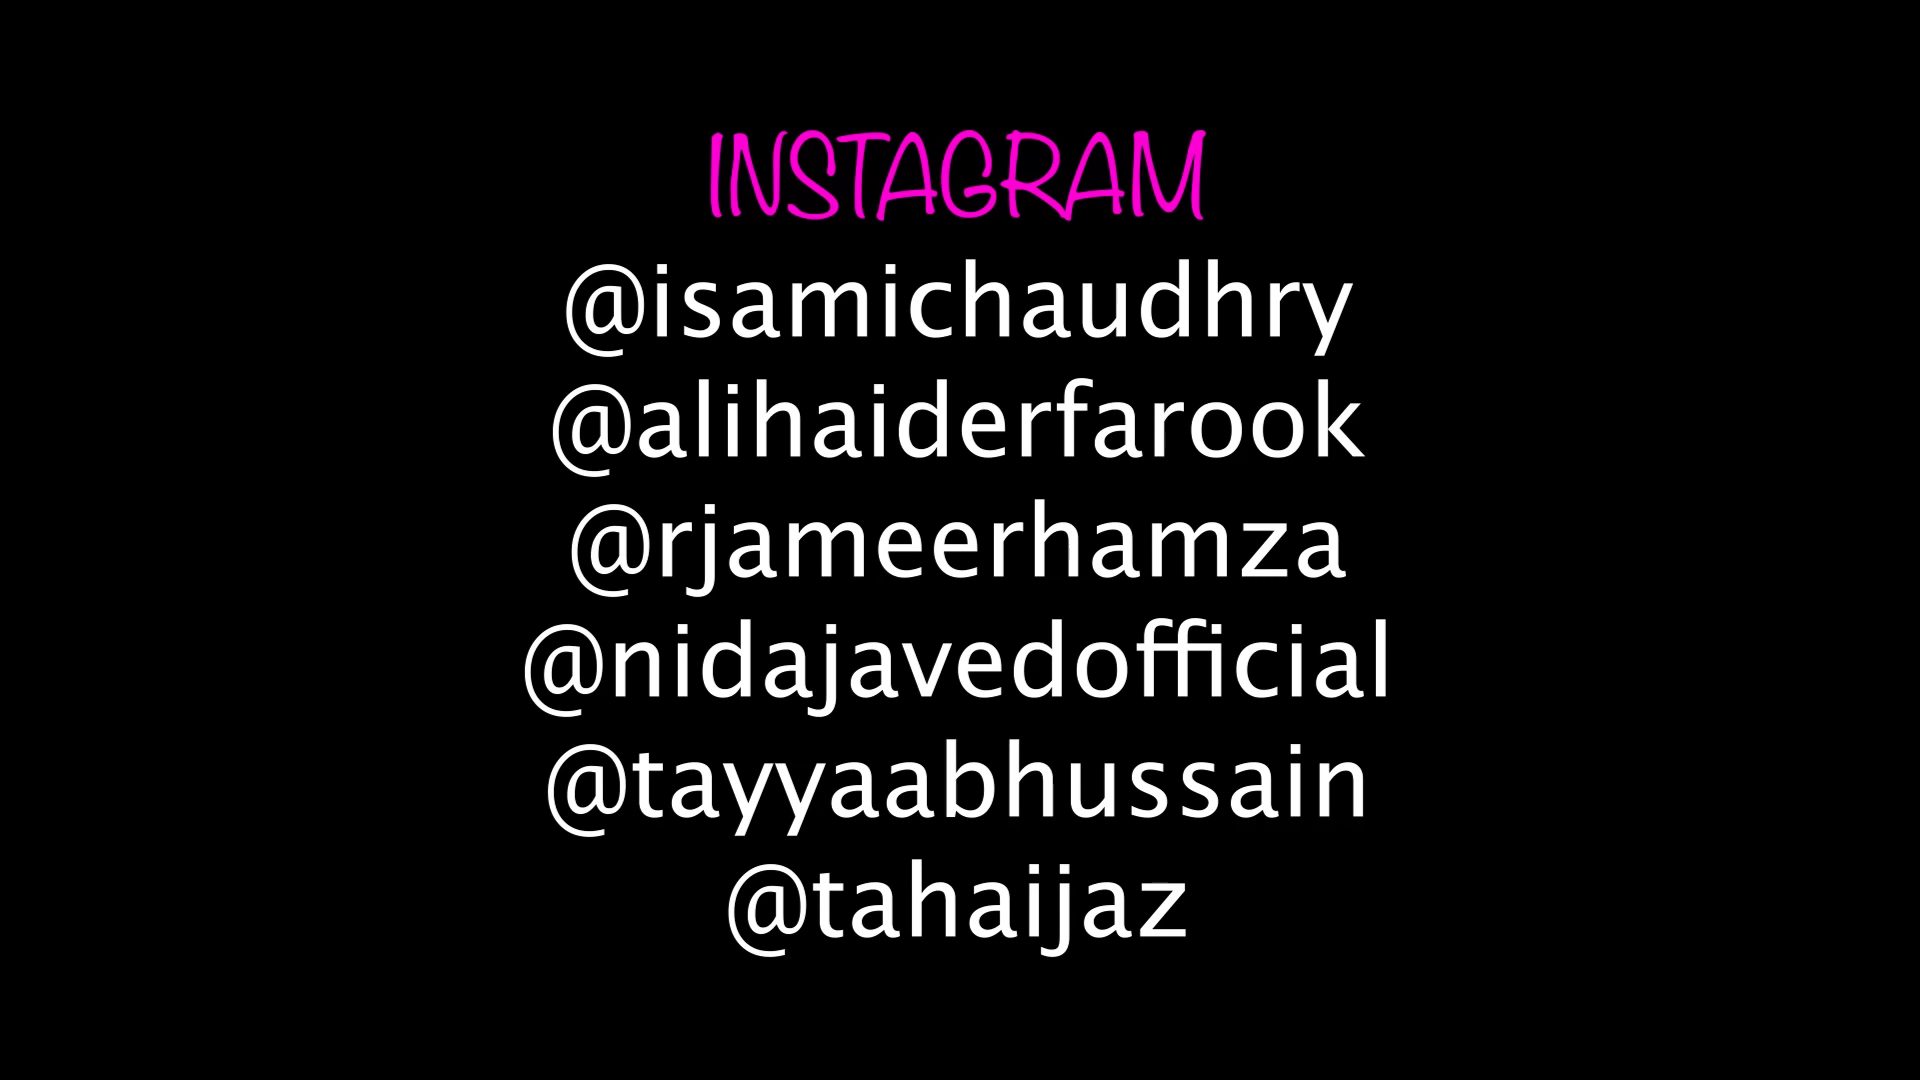 INSTAGRAM
@isamichaudhry
@alihaiderfarook
@rjameerhamza
@nidajavedofficial
@tayyaabhussain
@tahaijaz